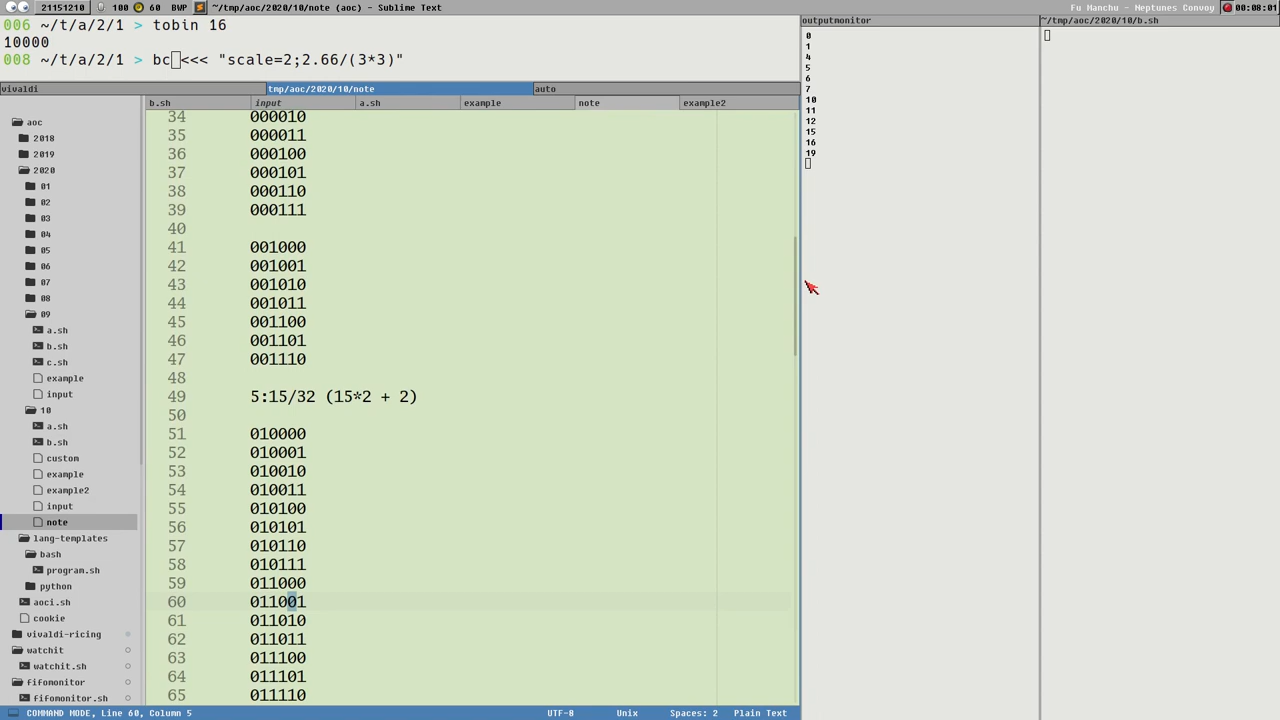 21151210 100 60 BWP ~/tmp/aoc/2020/10/note (aoc) - Sublime Text Fu Manchu - Neptunes Convoy 00:08:01
006 ~/t/a/2/1 > tobin 16
10000
008 ~/t/a/2/1 > bc <<< "scale=2;2.66/(3*3)"
vivaldi tmp/aoc/2020/10/note auto
b.sh input a.sh example note example2
aoc
2018
2019
2020
01
02
03
04
05
06
07
08
09
a.sh
b.sh
c.sh
example
input
10
a.sh
b.sh
custom
example
example2
input
note
lang-templates
bash
program.sh
python
aoci.sh
cookie
vivaldi-ricing
watchit
watchit.sh
fifomonitor
fifomonitor.sh
34 000010
35 000011
36 000100
37 000101
38 000110
39 000111
40
41 001000
42 001001
43 001010
44 001011
45 001100
46 001101
47 001110
48
49 5:15/32 (15*2 + 2)
50
51 010000
52 010001
53 010010
54 010011
55 010100
56 010101
57 010110
58 010111
59 011000
60 011001
61 011010
62 011011
63 011100
64 011101
65 011110
COMMAND MODE, Line 60, Column 5 UTF-8 Unix Spaces: 2 Plain Text
outputmonitor
0
1
4
5
6
7
10
11
12
15
16
19
~/tmp/aoc/2020/10/b.sh